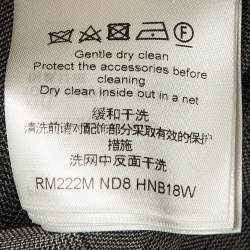 Gentle dry clean
Protect the accessories before
cleaning
Dry clean inside out in a net
缓和干洗
清洗前请对配饰部分采取有效的保护
措施
洗网中反面干洗
RM222M ND8 HNB18W